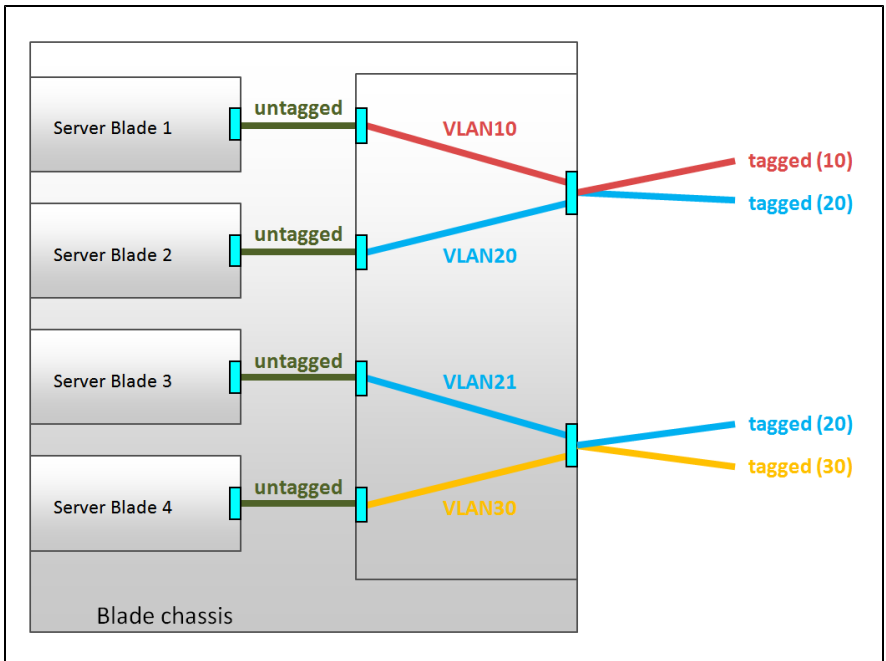 untagged
Server Blade 1
VLAN10
tagged (10)
tagged (20)
untagged
Server Blade 2
VLAN20
untagged
Server Blade 3
VLAN21
tagged (20)
tagged (30)
untagged
Server Blade 4
VLAN30
Blade chassis